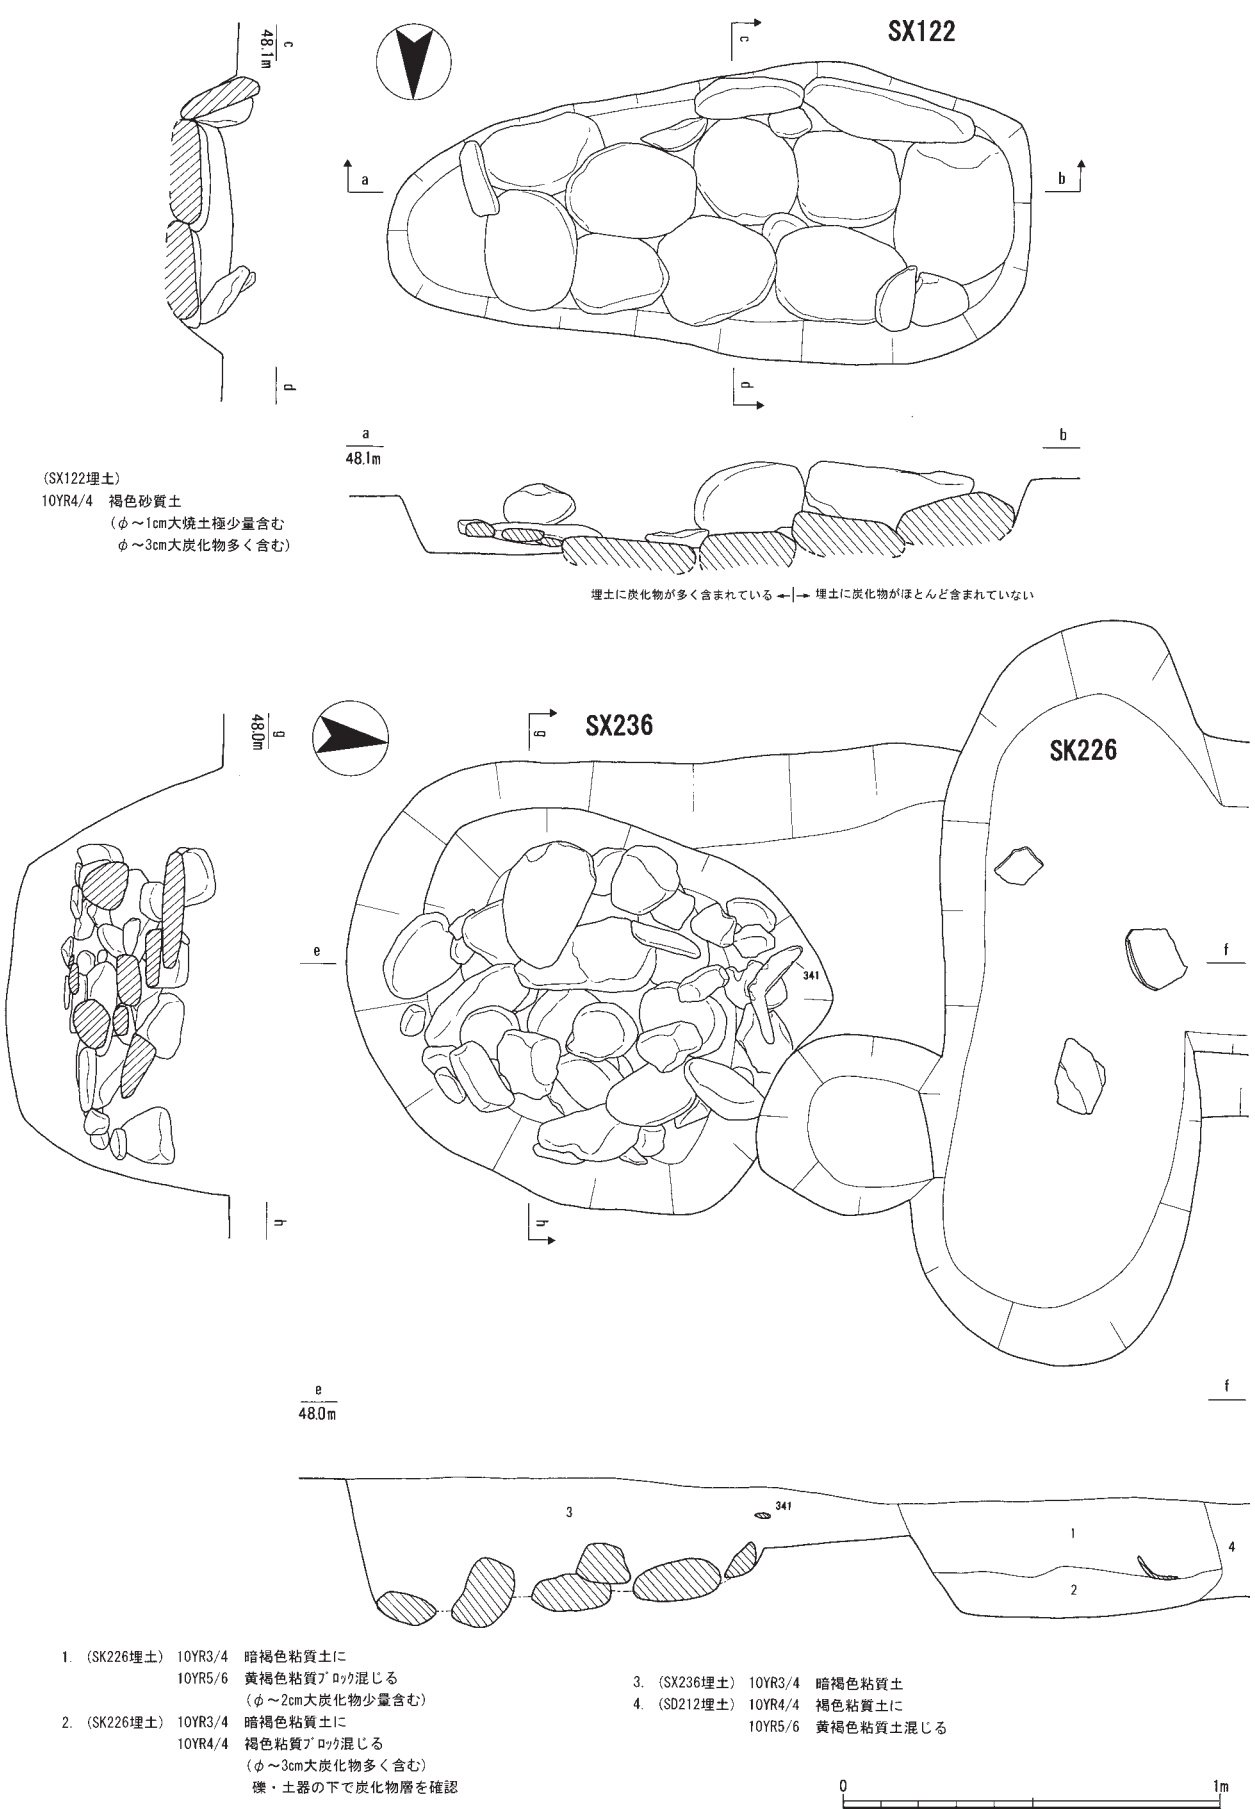 SX122
c
48.1m
c
a
b
d
d
a
48.1m
b
(SX122埋土)
10YR4/4 褐色砂質土
(φ～1cm大焼土極少量含む
φ～3cm大炭化物多く含む)
埋土に炭化物が多く含まれている ←|→ 埋土に炭化物がほとんど含まれていない
g
48.0m
g
SX236
SK226
e
341
f
h
h
e
48.0m
f
3
341
1
4
2
1. (SK226埋土) 10YR3/4 暗褐色粘質土に
10YR5/6 黄褐色粘質ﾌﾞﾛｯｸ混じる
(φ～2cm大炭化物少量含む)
2. (SK226埋土) 10YR3/4 暗褐色粘質土に
10YR4/4 褐色粘質ﾌﾞﾛｯｸ混じる
(φ～3cm大炭化物多く含む)
礫・土器の下で炭化物層を確認
3. (SX236埋土) 10YR3/4 暗褐色粘質土
4. (SD212埋土) 10YR4/4 褐色粘質土に
10YR5/6 黄褐色粘質土混じる
0
1m